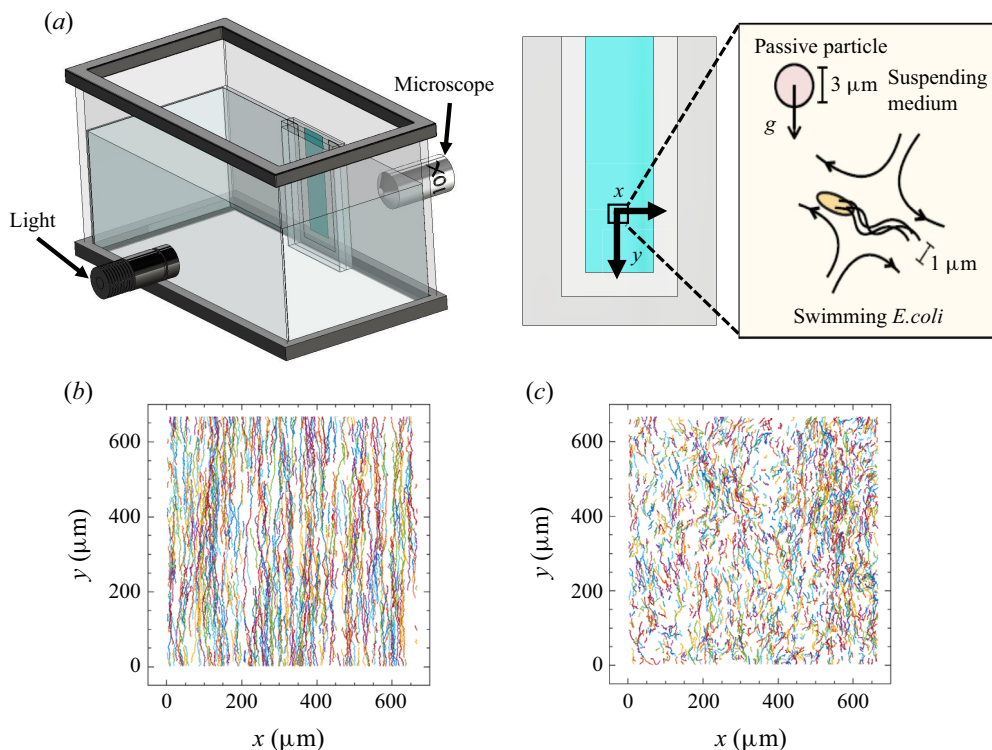 (a)
Microscope
10X
Light
x
y
Passive particle
3 μm
Suspending
medium
g
1 μm
Swimming E.coli
(b)
600
400
200
0
y (μm)
0 200 400 600
x (μm)
(c)
600
400
200
0
y (μm)
0 200 400 600
x (μm)